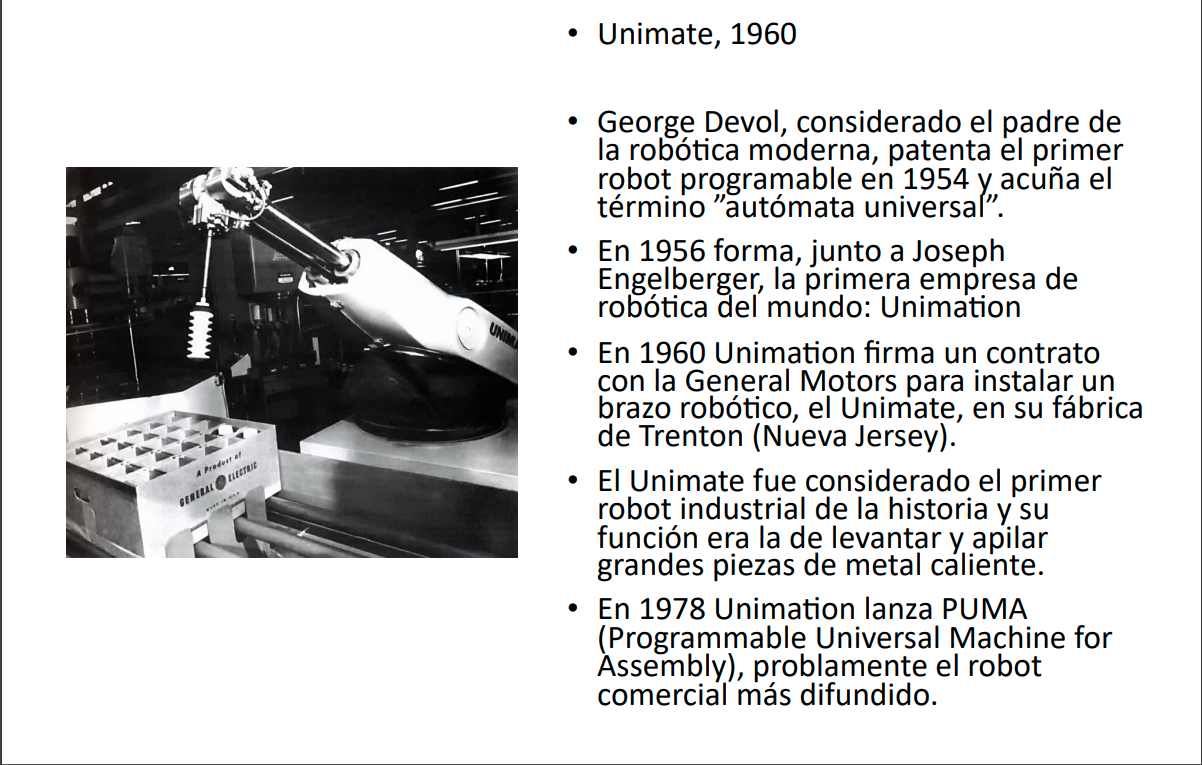 • Unimate, 1960
• George Devol, considerado el padre de
la robótica moderna, patenta el primer
robot programable en 1954 y acuña el
término ”autómata universal”.
• En 1956 forma, junto a Joseph
Engelberger, la primera empresa de
robótica del mundo: Unimation
• En 1960 Unimation firma un contrato
con la General Motors para instalar un
brazo robótico, el Unimate, en su fábrica
de Trenton (Nueva Jersey).
• El Unimate fue considerado el primer
robot industrial de la historia y su
función era la de levantar y apilar
grandes piezas de metal caliente.
• En 1978 Unimation lanza PUMA
(Programmable Universal Machine for
Assembly), problamente el robot
comercial más difundido.
UNIMA
A Product of
GENERAL ELECTRIC